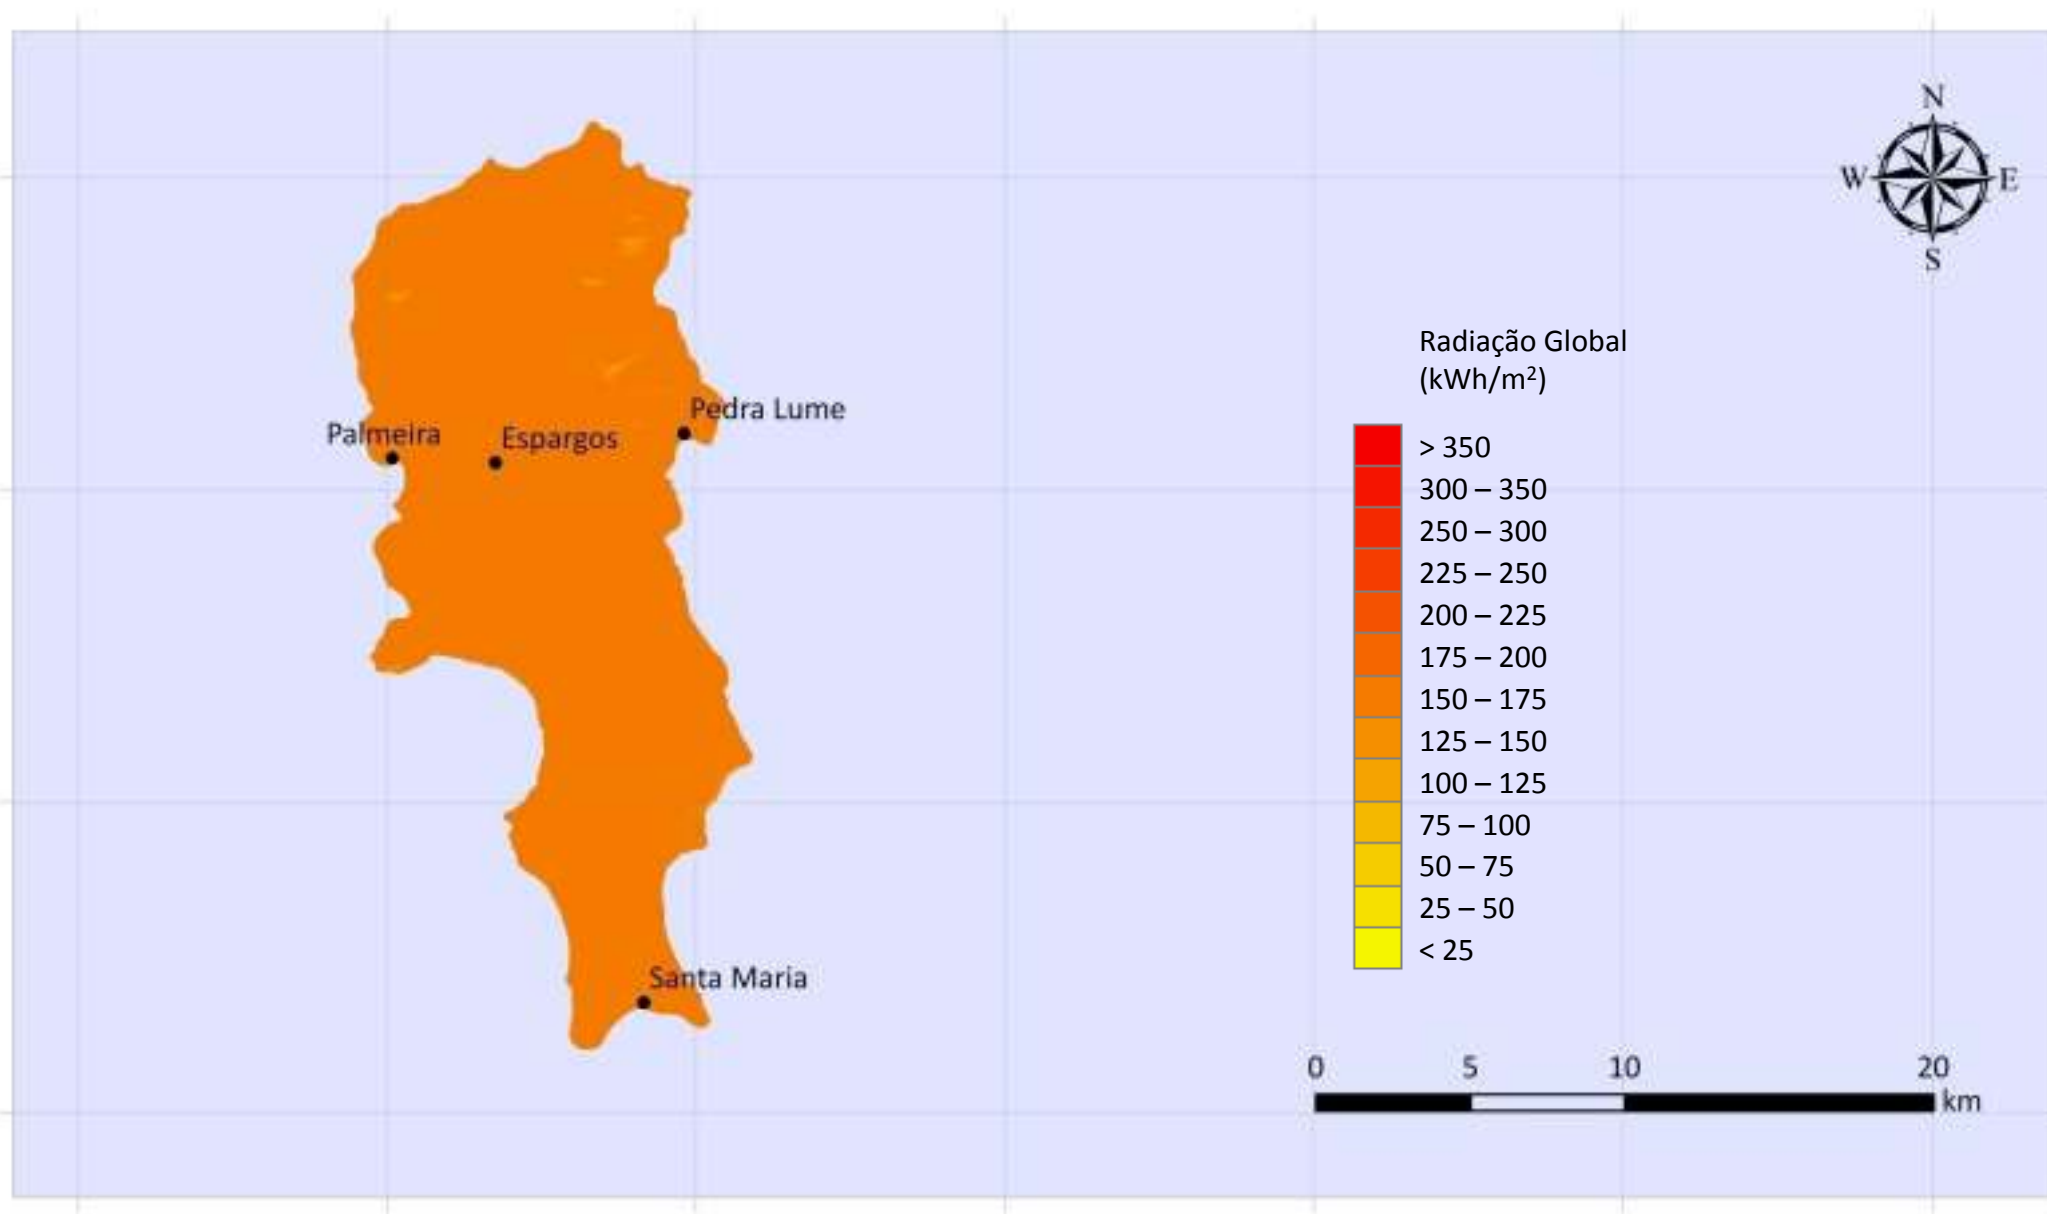 N
W E
S
Radiação Global
(kWh/m²)
Pedra Lume
Palmeira
Espargos
> 350
300 – 350
250 – 300
225 – 250
200 – 225
175 – 200
150 – 175
125 – 150
100 – 125
75 – 100
50 – 75
25 – 50
< 25
Santa Maria
0 5 10 20
km